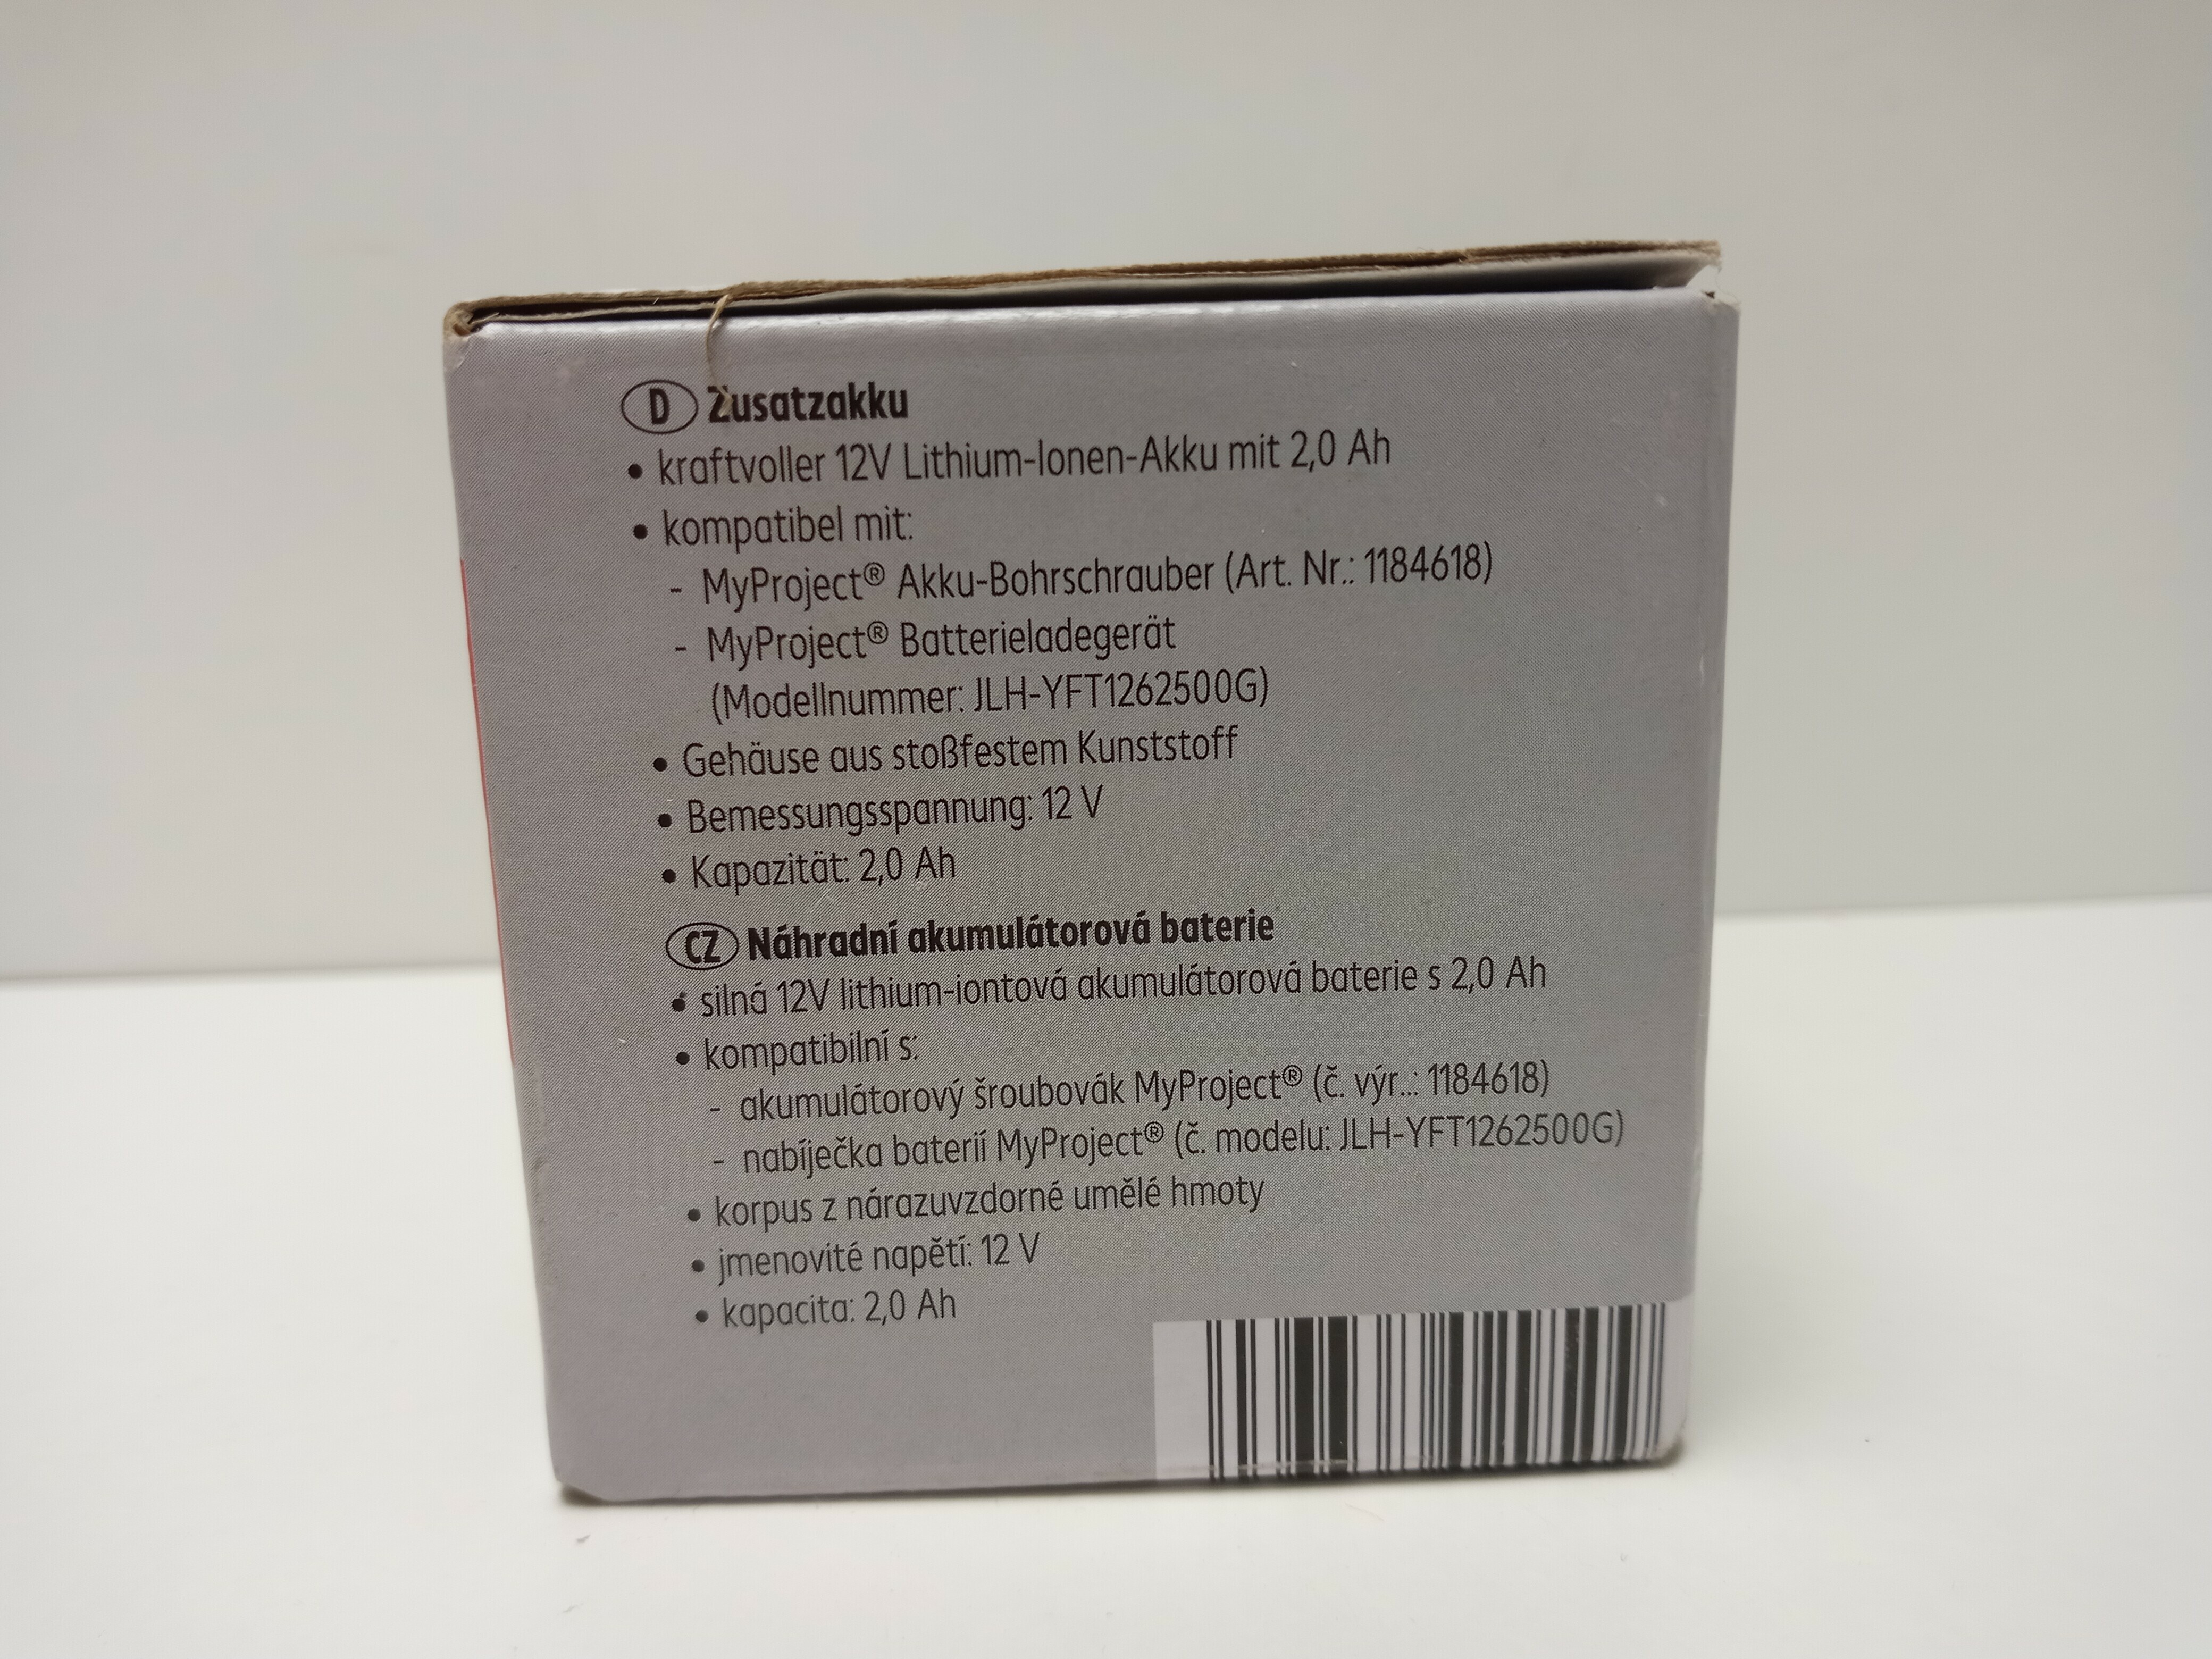 D Zusatzakku
• kraftvoller 12V Lithium-Ionen-Akku mit 2,0 Ah
• kompatibel mit:
- MyProject® Akku-Bohrschrauber (Art. Nr.: 1184618)
- MyProject® Batterieladegerät
(Modellnummer: JLH-YFT1262500G)
• Gehäuse aus stoßfestem Kunststoff
• Bemessungsspannung: 12 V
• Kapazität: 2,0 Ah
CZ Náhradní akumulátorová baterie
• silná 12V lithium-iontová akumulátorová baterie s 2,0 Ah
• kompatibilní s:
- akumulátorový šroubovák MyProject® (č. výr..: 1184618)
- nabíječka baterií MyProject® (č. modelu: JLH-YFT1262500G)
• korpus z nárazuvzdorné umělé hmoty
• jmenovité napětí: 12 V
• kapacita: 2,0 Ah